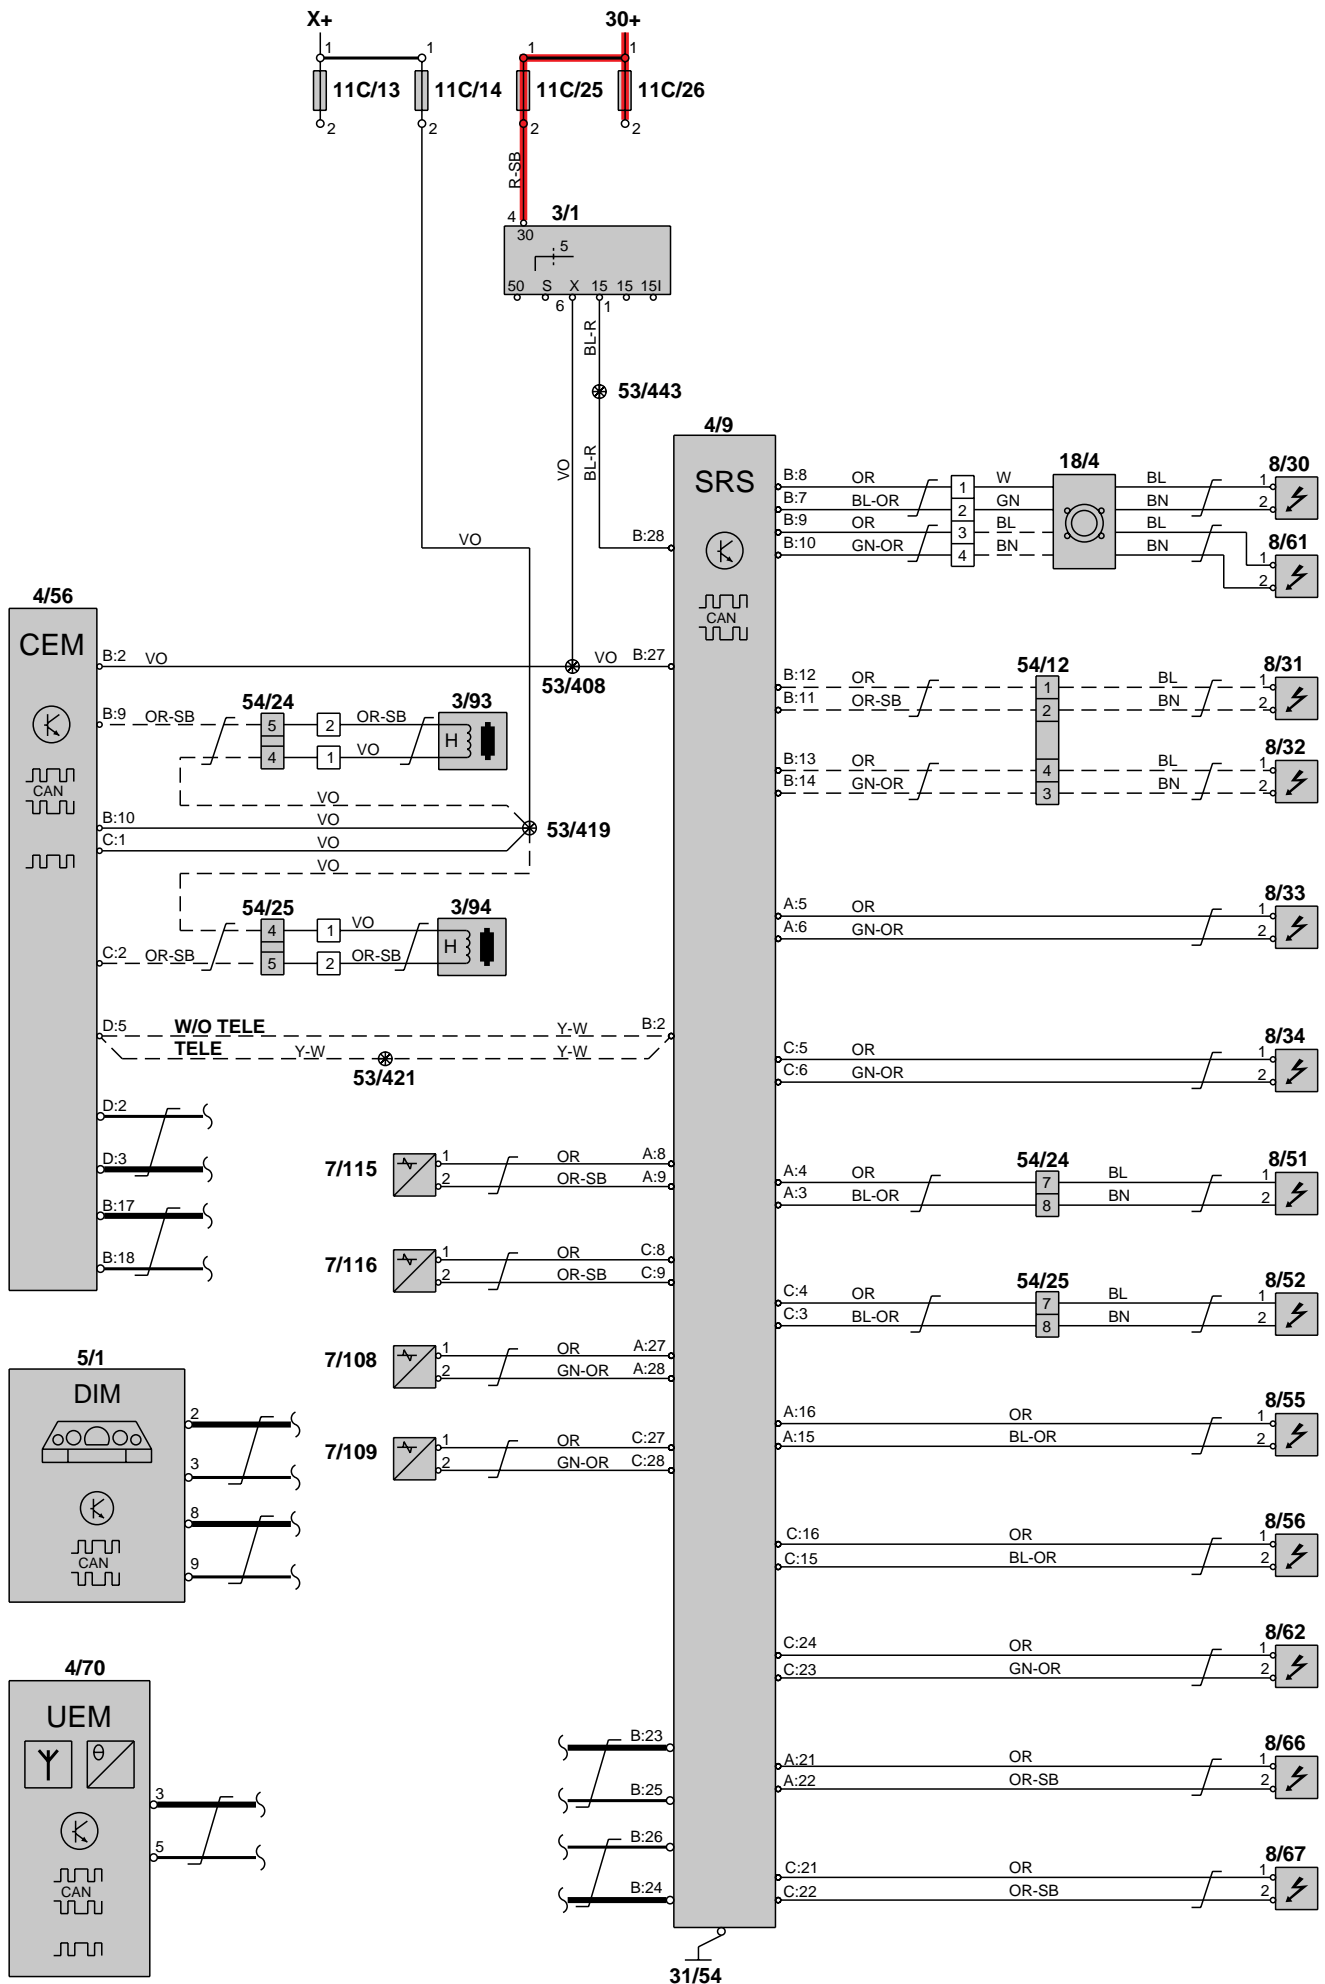 X+ 30+
1 1 1 1
11C/13 11C/14 11C/25 11C/26
2 2 2 2
R-SB
4 3/1
30
5
50 S X 15 15 15I
6 1
BL-R
53/443
VO BL-R
4/9
SRS
CAN
B:8 OR 1 W 18/4 BL 1 8/30
B:7 BL-OR 2 GN BN 2
B:9 OR 3 BL BL 8/61
B:10 GN-OR 4 BN BN 1
2
VO B:28
4/56
CEM
CAN
B:2 VO VO B:27
53/408
B:12 OR 54/12 1 BL 1 8/31
B:11 OR-SB 2 BN 2
B:9 OR-SB 54/24 5 2 OR-SB 3/93
4 1 VO H
B:13 OR 4 BL 1 8/32
B:14 GN-OR 3 BN 2
VO
B:10 VO 53/419
C:1 VO
VO
54/25 4 1 VO 3/94
C:2 OR-SB 5 2 OR-SB H
A:5 OR 1 8/33
A:6 GN-OR 2
D:5 W/O TELE Y-W B:2
TELE Y-W Y-W
53/421
C:5 OR 1 8/34
C:6 GN-OR 2
D:2
D:3
B:17
B:18
7/115 1 OR A:8
2 OR-SB A:9
A:4 OR 54/24 7 BL 1 8/51
A:3 BL-OR 8 BN 2
7/116 1 OR C:8
2 OR-SB C:9
C:4 OR 54/25 7 BL 1 8/52
C:3 BL-OR 8 BN 2
7/108 1 OR A:27
2 GN-OR A:28
5/1
DIM
CAN
2
3
8
9
A:16 OR 1 8/55
A:15 BL-OR 2
7/109 1 OR C:27
2 GN-OR C:28
C:16 OR 1 8/56
C:15 BL-OR 2
C:24 OR 1 8/62
C:23 GN-OR 2
4/70
UEM
θ
CAN
3
5
B:23
B:25
B:26
B:24
A:21 OR 1 8/66
A:22 OR-SB 2
C:21 OR 1 8/67
C:22 OR-SB 2
31/54